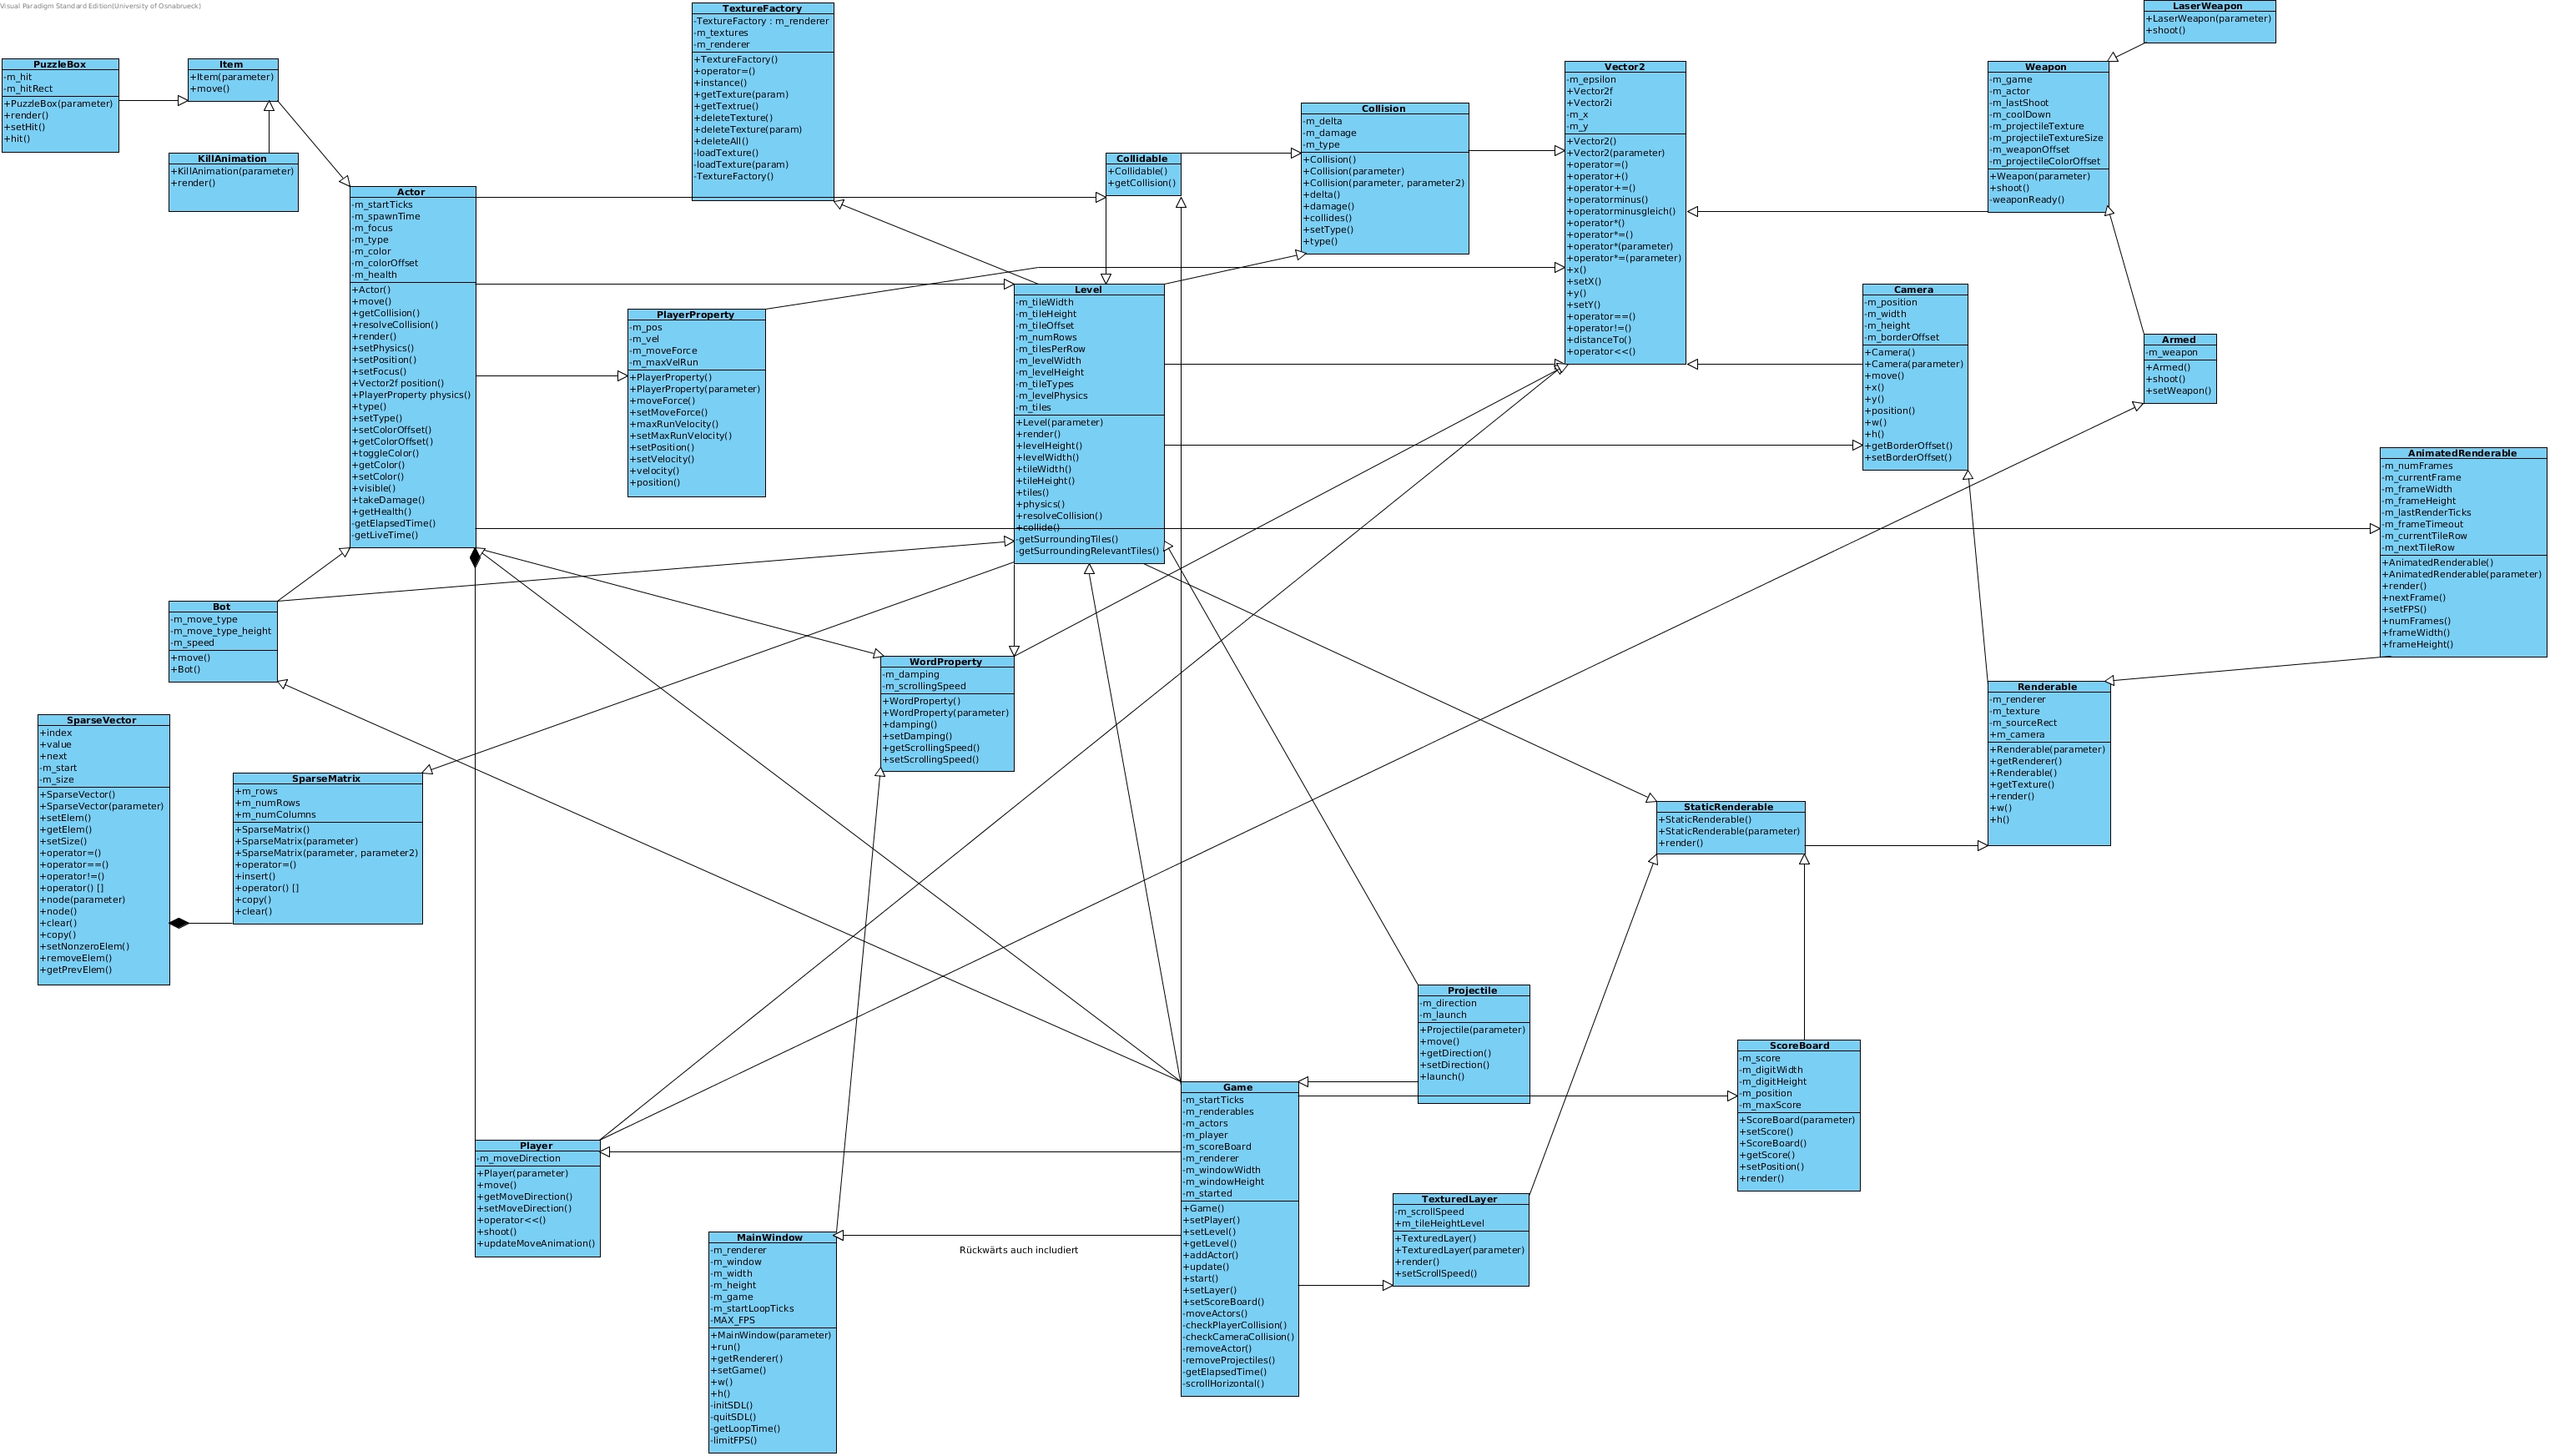 Visual Paradigm Standard Edition(University of Osnabrueck)
PuzzleBox
-m_hit
-m_hitRect
+PuzzleBox(parameter)
+render()
+setHit()
+hit()
Item
+Item(parameter)
+move()
KillAnimation
+KillAnimation(parameter)
+render()
Actor
-m_startTicks
-m_spawnTime
-m_focus
-m_type
-m_color
-m_colorOffset
-m_health
+Actor()
+move()
+getCollision()
+resolveCollision()
+render()
+setPhysics()
+setPosition()
+setFocus()
+Vector2f position()
+PlayerProperty physics()
+type()
+setType()
+setColorOffset()
+getColorOffset()
+toggleColor()
+getColor()
+setColor()
+visible()
+takeDamage()
+getHealth()
-getElapsedTime()
-getLiveTime()
TextureFactory
-TextureFactory : m_renderer
-m_textures
-m_renderer
+TextureFactory()
+operator=()
+instance()
+getTexture(param)
+getTextrue()
+deleteTexture()
+deleteTexture(param)
+deleteAll()
-loadTexture()
-loadTexture(param)
-TextureFactory()
PlayerProperty
-m_pos
-m_vel
-m_moveForce
-m_maxVelRun
+PlayerProperty()
+PlayerProperty(parameter)
+moveForce()
+setMoveForce()
+maxRunVelocity()
+setMaxRunVelocity()
+setPosition()
+setVelocity()
+velocity()
+position()
Collidable
+Collidable()
+getCollision()
Collision
-m_delta
-m_damage
-m_type
+Collision()
+Collision(parameter)
+Collision(parameter, parameter2)
+delta()
+damage()
+collides()
+setType()
+type()
Level
-m_tileWidth
-m_tileHeight
-m_tileOffset
-m_numRows
-m_tilesPerRow
-m_levelWidth
-m_levelHeight
-m_tileTypes
-m_levelPhysics
-m_tiles
+Level(parameter)
+render()
+levelHeight()
+levelWidth()
+tileWidth()
+tileHeight()
+tiles()
+physics()
+resolveCollision()
+collide()
-getSurroundingTiles()
-getSurroundingRelevantTiles()
Vector2
-m_epsilon
+Vector2f
+Vector2i
-m_x
-m_y
+Vector2()
+Vector2(parameter)
+operator=()
+operator+()
+operator+=()
+operatorminus()
+operatorminusgleich()
+operator*()
+operator*=()
+operator*(parameter)
+operator*=(parameter)
+x()
+setX()
+y()
+setY()
+operator==()
+operator!=()
+distanceTo()
+operator<<()
LaserWeapon
+LaserWeapon(parameter)
+shoot()
Weapon
-m_game
-m_actor
-m_lastShoot
-m_coolDown
-m_projectileTexture
-m_projectileTextureSize
-m_weaponOffset
-m_projectileColorOffset
+Weapon(parameter)
+shoot()
-weaponReady()
Camera
-m_position
-m_width
-m_height
-m_borderOffset
+Camera()
+Camera(parameter)
+move()
+x()
+y()
+position()
+w()
+h()
+getBorderOffset()
+setBorderOffset()
Armed
-m_weapon
+Armed()
+shoot()
+setWeapon()
AnimatedRenderable
-m_numFrames
-m_currentFrame
-m_frameWidth
-m_frameHeight
-m_lastRenderTicks
-m_frameTimeout
-m_currentTileRow
-m_nextTileRow
+AnimatedRenderable()
+AnimatedRenderable(parameter)
+render()
+nextFrame()
+setFPS()
+numFrames()
+frameWidth()
+frameHeight()
Bot
-m_move_type
-m_move_type_height
-m_speed
+move()
+Bot()
WordProperty
-m_damping
-m_scrollingSpeed
+WordProperty()
+WordProperty(parameter)
+damping()
+setDamping()
+getScrollingSpeed()
+setScrollingSpeed()
Renderable
-m_renderer
-m_texture
-m_sourceRect
+m_camera
+Renderable(parameter)
+getRenderer()
+Renderable()
+getTexture()
+render()
+w()
+h()
SparseVector
+index
+value
+next
-m_start
-m_size
+SparseVector()
+SparseVector(parameter)
+setElem()
+getElem()
+setSize()
+operator=()
+operator==()
+operator!=()
+operator() []
+node(parameter)
+node()
+clear()
+copy()
+setNonzeroElem()
+removeElem()
+getPrevElem()
SparseMatrix
+m_rows
+m_numRows
+m_numColumns
+SparseMatrix()
+SparseMatrix(parameter)
+SparseMatrix(parameter, parameter2)
+operator=()
+insert()
+operator() []
+copy()
+clear()
StaticRenderable
+StaticRenderable()
+StaticRenderable(parameter)
+render()
Projectile
-m_direction
-m_launch
+Projectile(parameter)
+move()
+getDirection()
+setDirection()
+launch()
ScoreBoard
-m_score
-m_digitWidth
-m_digitHeight
-m_position
-m_maxScore
+ScoreBoard(parameter)
+setScore()
+ScoreBoard()
+getScore()
+setPosition()
+render()
Game
-m_startTicks
-m_renderables
-m_actors
-m_player
-m_scoreBoard
-m_renderer
-m_windowWidth
-m_windowHeight
-m_started
+Game()
+setPlayer()
+setLevel()
+getLevel()
+addActor()
+update()
+start()
+setLayer()
+setScoreBoard()
-moveActors()
-checkPlayerCollision()
-checkCameraCollision()
-removeActor()
-removeProjectiles()
-getElapsedTime()
-scrollHorizontal()
Player
-m_moveDirection
+Player(parameter)
+move()
+getMoveDirection()
+setMoveDirection()
+operator<<()
+shoot()
+updateMoveAnimation()
TexturedLayer
-m_scrollSpeed
+m_tileHeightLevel
+TexturedLayer()
+TexturedLayer(parameter)
+render()
+setScrollSpeed()
MainWindow
-m_renderer
-m_window
-m_width
-m_height
-m_game
-m_startLoopTicks
-MAX_FPS
+MainWindow(parameter)
+run()
+getRenderer()
+setGame()
+w()
+h()
-initSDL()
-quitSDL()
-getLoopTime()
-limitFPS()
Rückwärts auch includiert